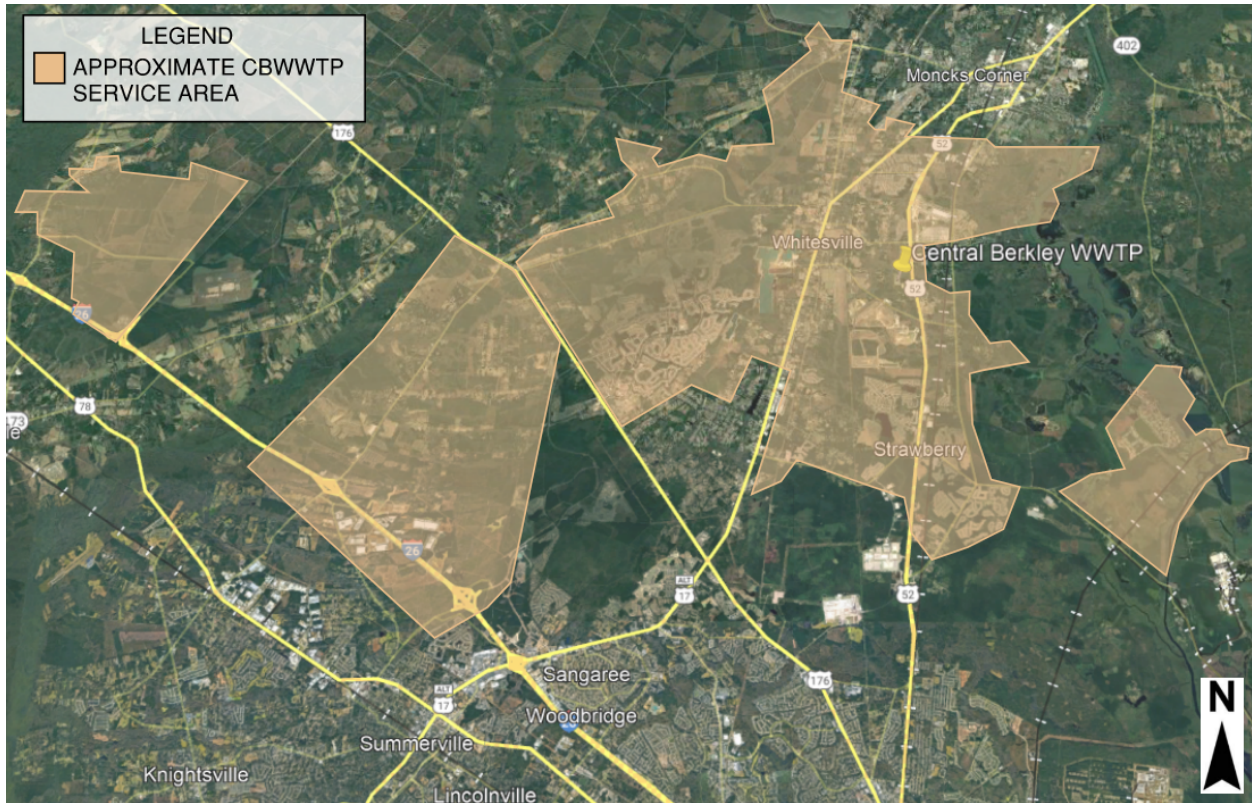 LEGEND
APPROXIMATE CBWWTP
SERVICE AREA
176
402
Moncks Corner
52
Whitesville
Central Berkley WWTP
52
26
78
173
Strawberry
26
ALT
17
52
Sangaree
176
ALT
17
Woodbridge
Summerville
Knightsville
Lincolnville
N